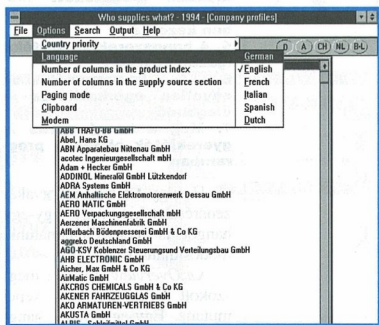 Who supplies what? - 1994 - [Company profiles]
File Options Search Output Help
Country priority
D A CH NL B-L
Language
German
Number of columns in the product index
✓English
Number of columns in the supply source section
French
Paging mode
Italian
Clipboard
Spanish
Modem
Dutch
ABB TRAFO-BB GmbH
Abel, Hans KG
ABN Apparatebau Nittenau GmbH
acotec Ingenieurgesellschaft mbH
Adam + Hecker GmbH
ADDINOL Mineralöl GmbH Lützkendorf
ADRA Systems GmbH
AEM Anhaltische Elektromotorenwerk Dessau GmbH
AERO MATIC GmbH
AERO Verpackungsgesellschaft mbH
Aerzener Maschinenfabrik GmbH
Afflerbach Bödenpresserei GmbH & Co KG
aggreko Deutschland GmbH
AGO-KSV Koblenzer Steuerungsund Verteilungsbau GmbH
AHB ELECTRONIC GmbH
Aicher, Max GmbH & Co KG
AirMatic GmbH
AKCROS CHEMICALS GmbH & Co KG
AKENER FAHRZEUGGLAS GmbH
AKO ARMATUREN-VERTRIEBS GmbH
AKUSTA GmbH